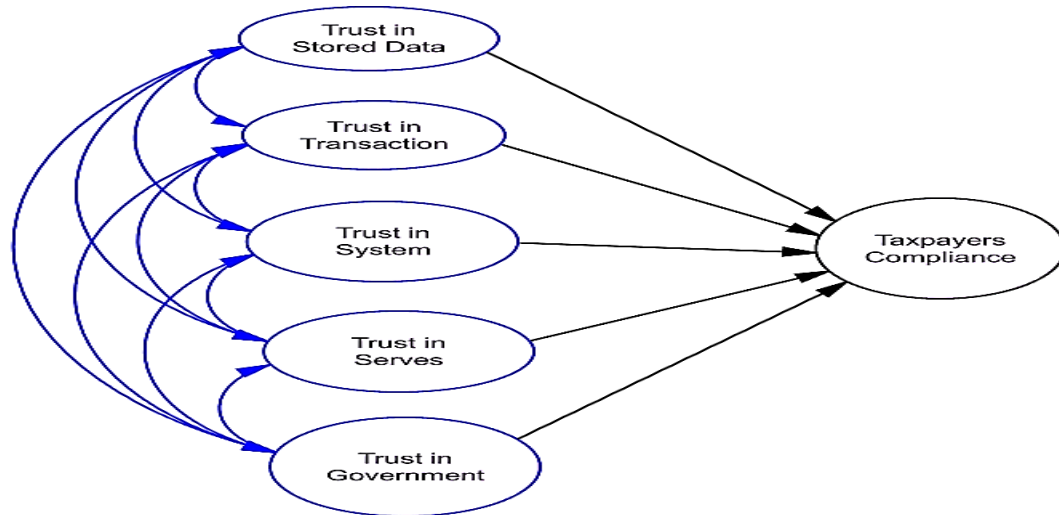 Trust in
Stored Data
Trust in
Transaction
Trust in
System
Trust in
Serves
Trust in
Government
Taxpayers
Compliance